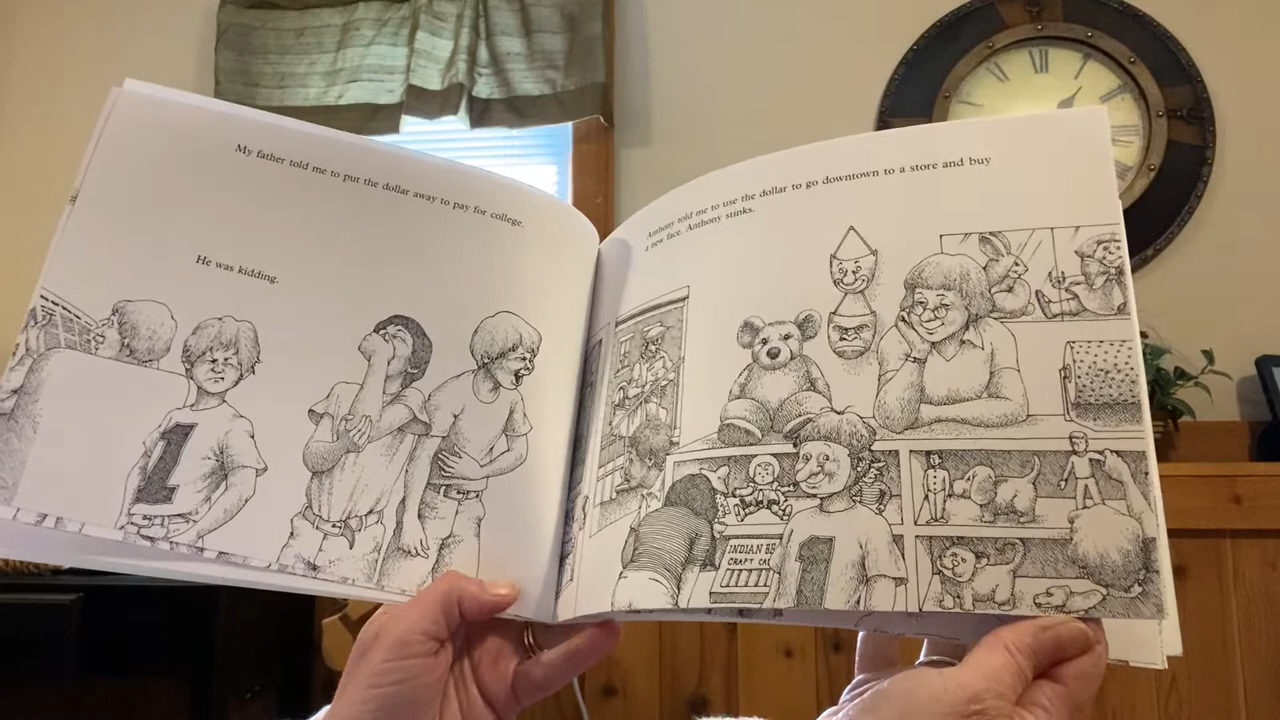 My father told me to put the dollar away to pay for college.
He was kidding.
Anthony told me to use the dollar to go downtown to a store and buy
a new face. Anthony stinks.
1
INDIAN
CRAFT
1